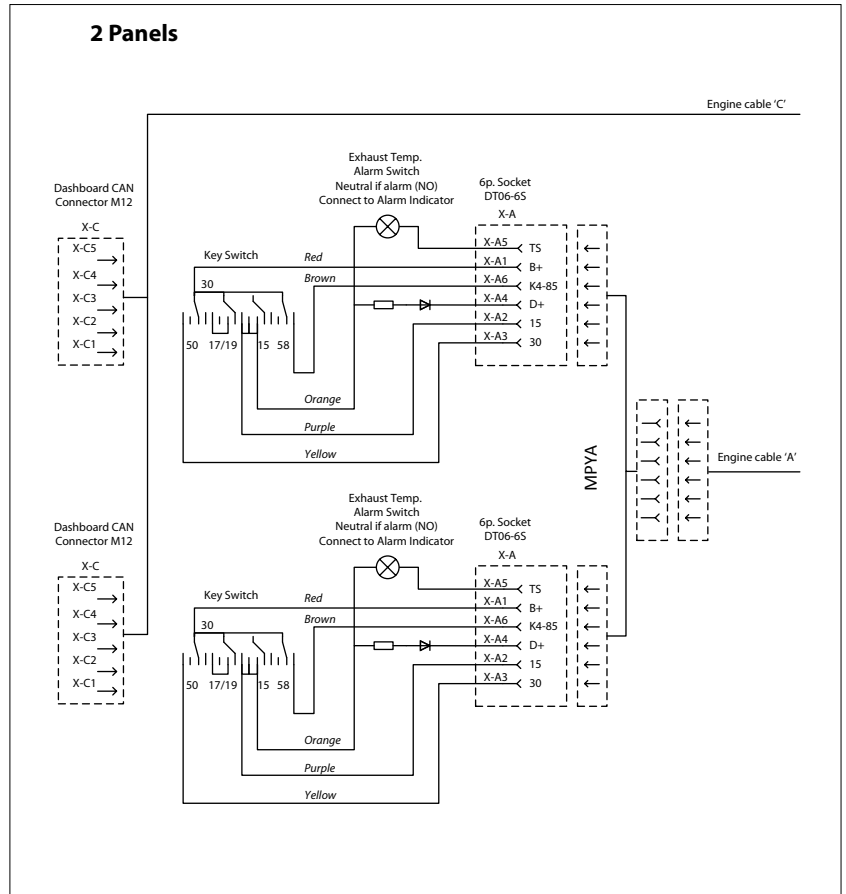 2 Panels
Engine cable 'C'
Exhaust Temp.
Alarm Switch
Neutral if alarm (NO)
Connect to Alarm Indicator
6p. Socket
DT06-6S
X-A
Dashboard CAN
Connector M12
X-C
X-C5
X-C4
X-C3
X-C2
X-C1
Key Switch
Red
Brown
30
50 17/19 15 58
Orange
Purple
Yellow
X-A5 TS
X-A1 B+
X-A6 K4-85
X-A4 D+
X-A2 15
X-A3 30
MPYA
Engine cable 'A'
Exhaust Temp.
Alarm Switch
Neutral if alarm (NO)
Connect to Alarm Indicator
6p. Socket
DT06-6S
X-A
Dashboard CAN
Connector M12
X-C
X-C5
X-C4
X-C3
X-C2
X-C1
Key Switch
Red
Brown
30
50 17/19 15 58
Orange
Purple
Yellow
X-A5 TS
X-A1 B+
X-A6 K4-85
X-A4 D+
X-A2 15
X-A3 30